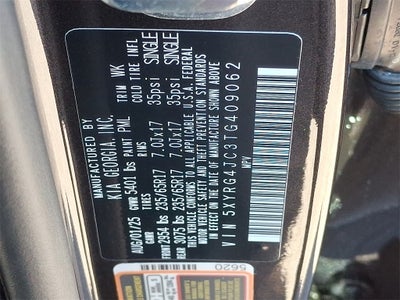 MANUFACTURED BY
KIA GEORGIA, INC.
AUG/01/25 GVWR 5401 lbs PAINT PML TRIM WK
GAWR TIRES RIMS COLD TIRE INFL
FRONT 2954 lbs 235/65R17 7.0Jx17 35psi SINGLE
REAR 3075 lbs 235/65R17 7.0Jx17 35psi SINGLE
THIS VEHICLE CONFORMS TO ALL APPLICABLE U.S.A. FEDERAL
MOTOR VEHICLE SAFETY, BUMPER AND THEFT PREVENTION STANDARDS
IN EFFECT ON THE DATE OF MANUFACTURE SHOWN ABOVE
VIN 5XYRG4JC3TG409062
MPV
5620